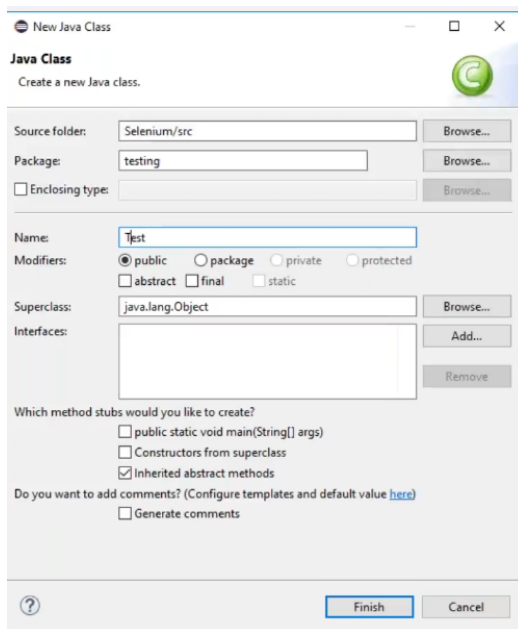 New Java Class
Java Class
Create a new Java class.
C
Source folder: Selenium/src Browse...
Package: testing Browse...
Enclosing type: Browse...
Name: Test
Modifiers: public package private protected
abstract final static
Superclass: java.lang.Object Browse...
Interfaces: Add...
Remove
Which method stubs would you like to create?
public static void main(String[] args)
Constructors from superclass
Inherited abstract methods
Do you want to add comments? (Configure templates and default value here)
Generate comments
? Finish Cancel